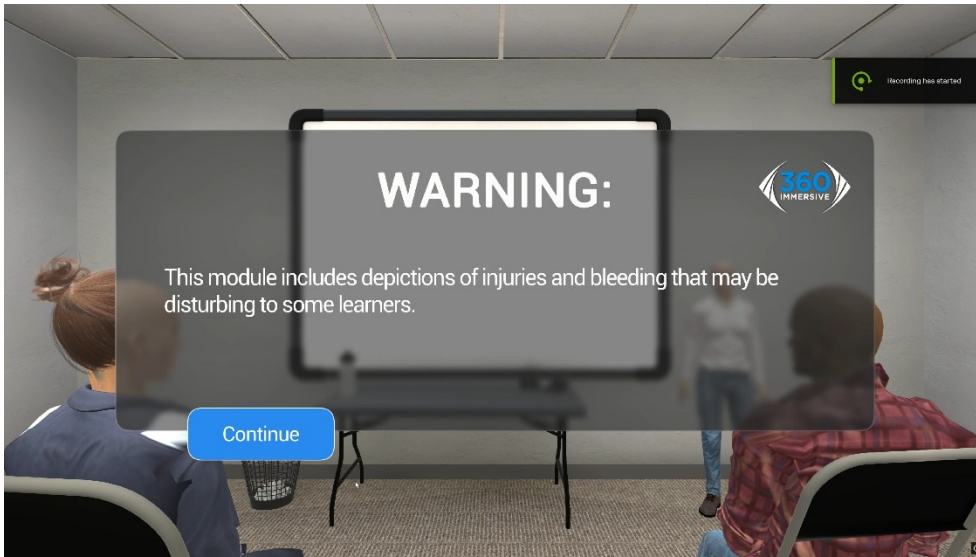 Recording has started
WARNING:
360
IMMERSIVE
This module includes depictions of injuries and bleeding that may be
disturbing to some learners.
Continue